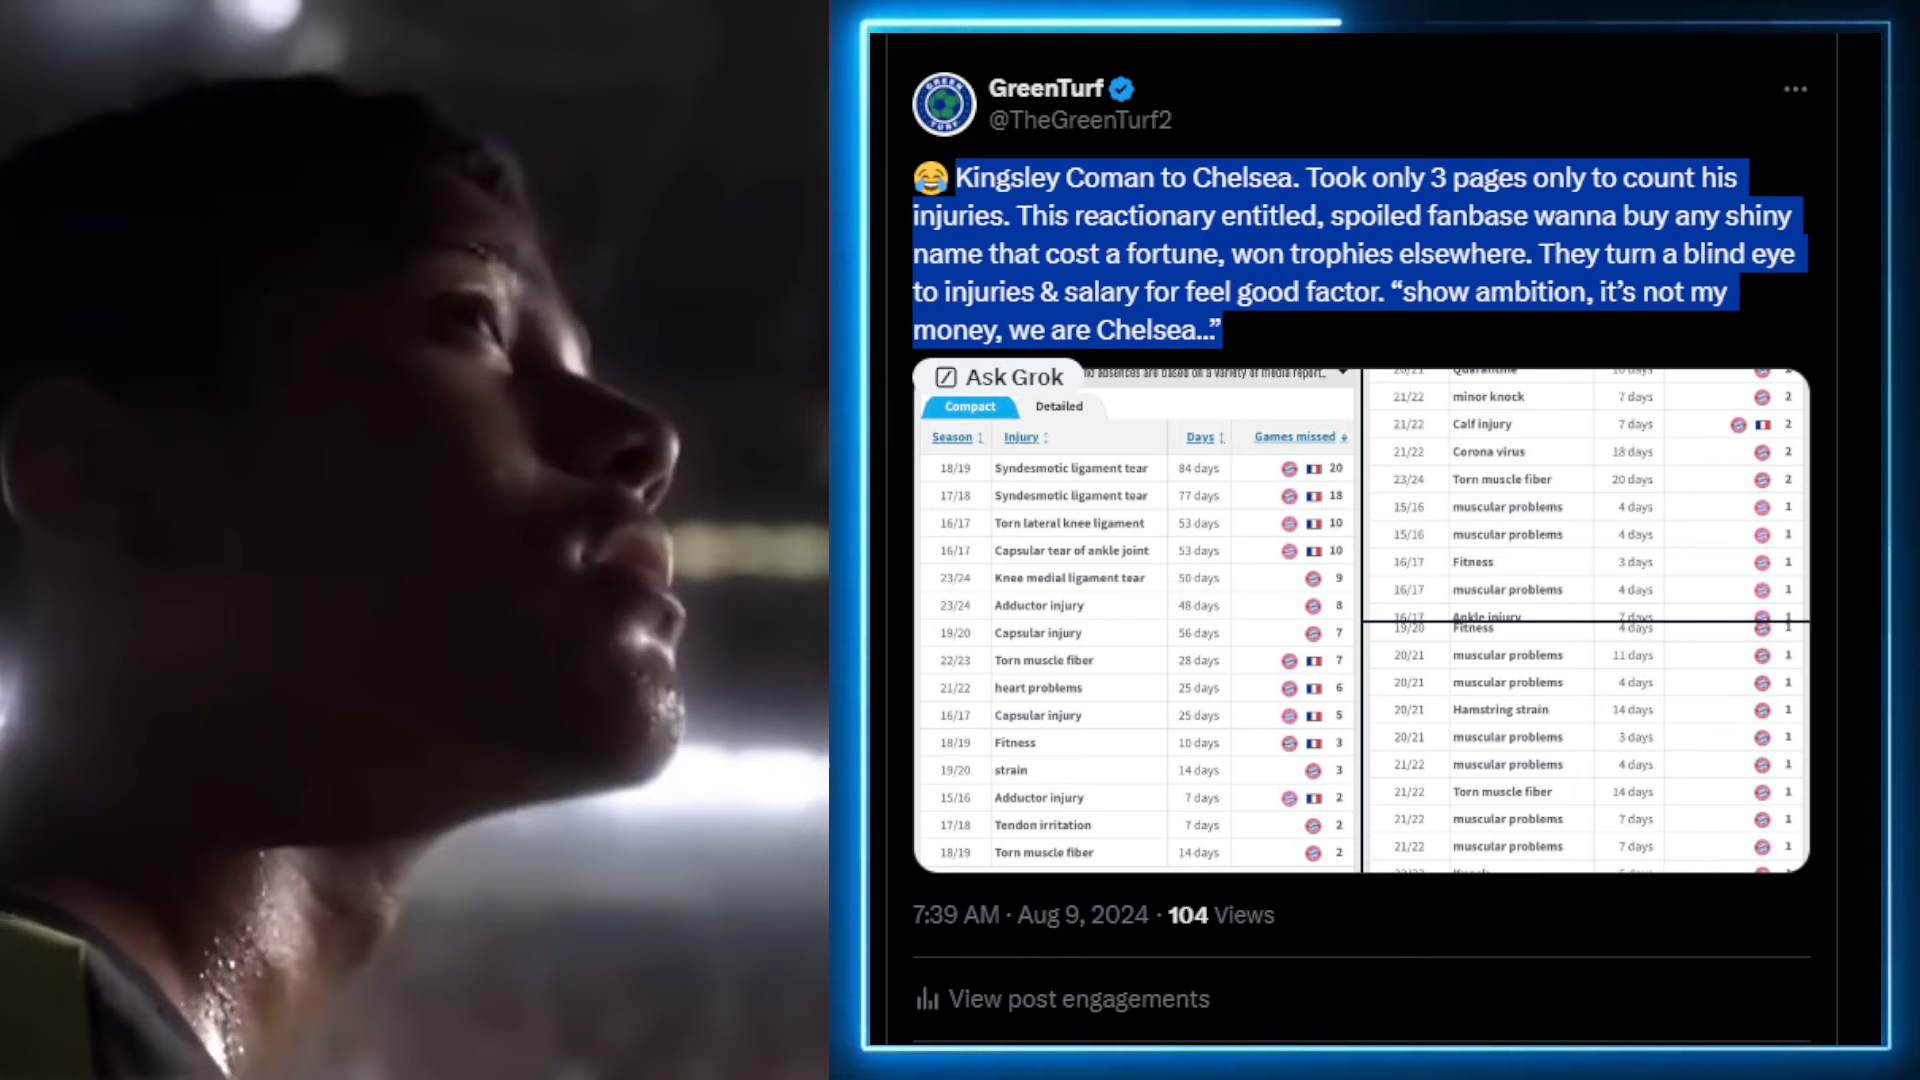 GreenTurf
@TheGreenTurf2
😂 Kingsley Coman to Chelsea. Took only 3 pages only to count his
injuries. This reactionary entitled, spoiled fanbase wanna buy any shiny
name that cost a fortune, won trophies elsewhere. They turn a blind eye
to injuries & salary for feel good factor. “show ambition, it’s not my
money, we are Chelsea...”
Ask Grok
absences are based on a variety of media report..
Compact Detailed
Season Injury Days Games missed
18/19 Syndesmotic ligament tear 84 days 20
17/18 Syndesmotic ligament tear 77 days 18
16/17 Torn lateral knee ligament 53 days 10
16/17 Capsular tear of ankle joint 53 days 10
23/24 Knee medial ligament tear 50 days 9
23/24 Adductor injury 48 days 8
19/20 Capsular injury 56 days 7
22/23 Torn muscle fiber 28 days 7
21/22 heart problems 25 days 6
16/17 Capsular injury 25 days 5
18/19 Fitness 10 days 3
19/20 strain 14 days 3
15/16 Adductor injury 7 days 2
17/18 Tendon irritation 7 days 2
18/19 Torn muscle fiber 14 days 2
20/21 Quarantine 10 days
21/22 minor knock 7 days 2
21/22 Calf injury 7 days 2
21/22 Corona virus 18 days 2
23/24 Torn muscle fiber 20 days 2
15/16 muscular problems 4 days 1
15/16 muscular problems 4 days 1
16/17 Fitness 3 days 1
16/17 muscular problems 4 days 1
16/17 Ankle injury 7 days 1
19/20 Fitness 4 days 1
20/21 muscular problems 11 days 1
20/21 muscular problems 4 days 1
20/21 Hamstring strain 14 days 1
20/21 muscular problems 3 days 1
21/22 muscular problems 4 days 1
21/22 Torn muscle fiber 14 days 1
21/22 muscular problems 7 days 1
21/22 muscular problems 7 days 1
7:39 AM · Aug 9, 2024 · 104 Views
View post engagements